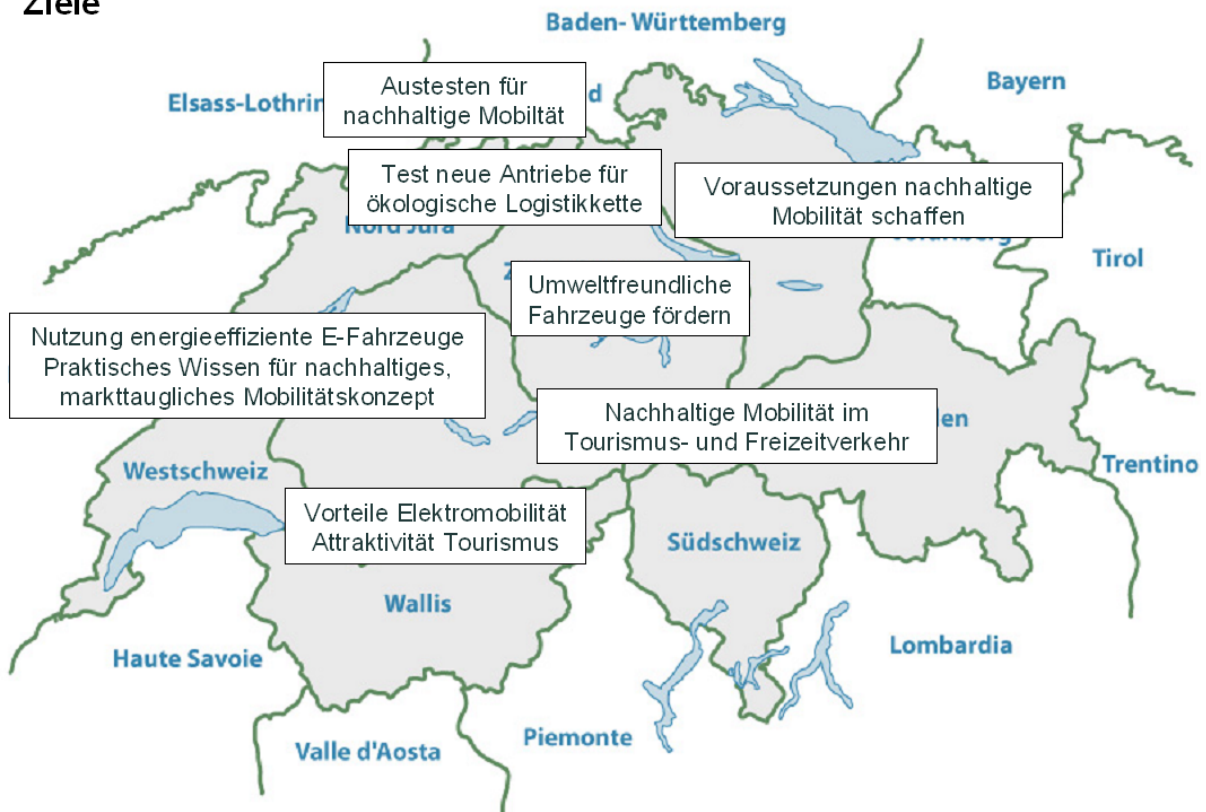 Ziele
Baden- Württemberg
Bayern
Elsass-Lothrin
d
Austesten für
nachhaltige Mobiltät
Test neue Antriebe für
ökologische Logistikkette
Voraussetzungen nachhaltige
Mobilität schaffen
Nord Jura
Tirol
Z
Umweltfreundliche
Fahrzeuge fördern
Nutzung energieeffiziente E-Fahrzeuge
Praktisches Wissen für nachhaltiges,
markttaugliches Mobilitätskonzept
Nachhaltige Mobilität im
Tourismus- und Freizeitverkehr
den
Westschweiz
Trentino
Vorteile Elektromobilität
Attraktivität Tourismus
Südschweiz
Wallis
Haute Savoie
Lombardia
Valle d'Aosta
Piemonte